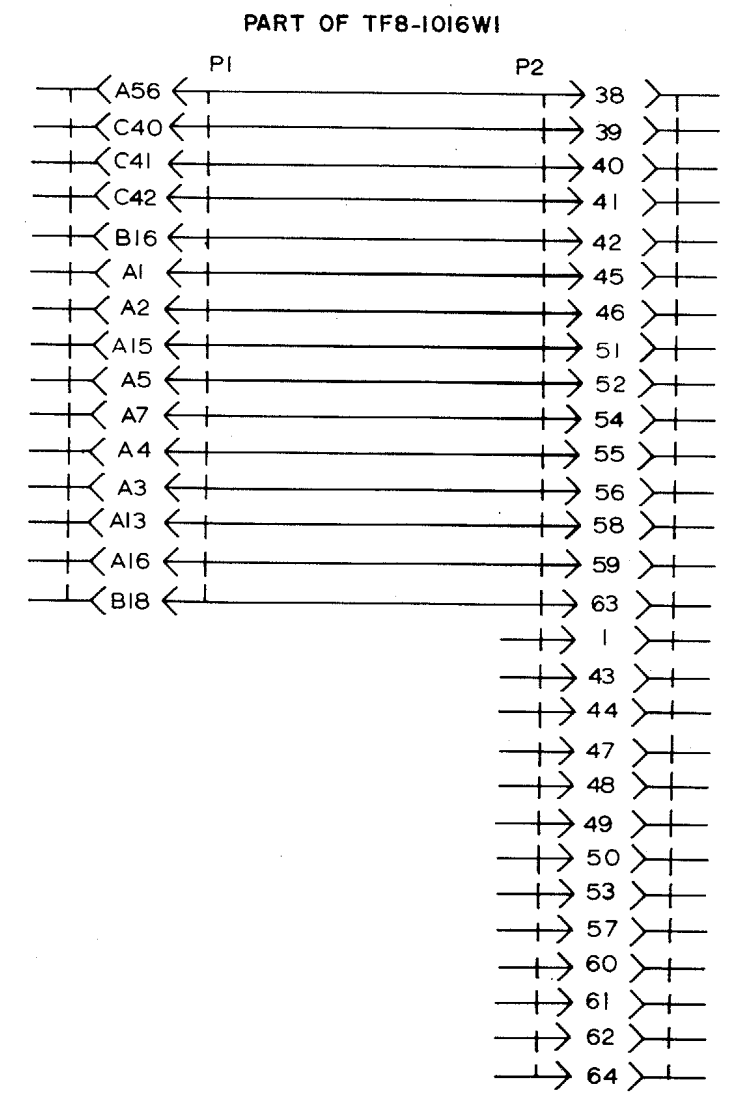 PART OF TF8-1016W1
P1 P2
A56 38
C40 39
C41 40
C42 41
B16 42
A1 45
A2 46
A15 51
A5 52
A7 54
A4 55
A3 56
A13 58
A16 59
B18 63
1
43
44
47
48
49
50
53
57
60
61
62
64